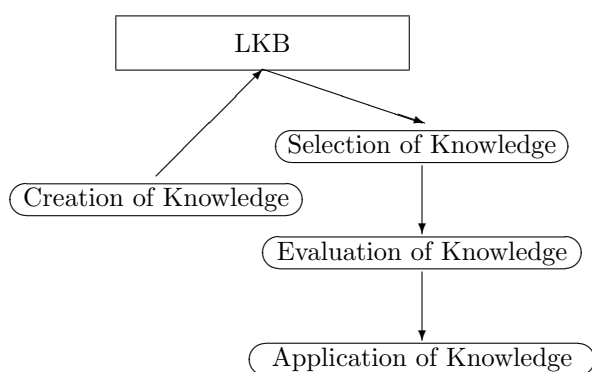 LKB
Selection of Knowledge
Creation of Knowledge
Evaluation of Knowledge
Application of Knowledge